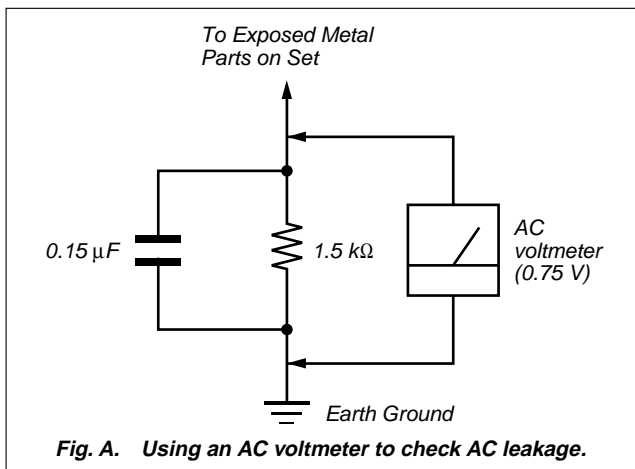 To Exposed Metal
Parts on Set
0.15 μF
1.5 kΩ
AC
voltmeter
(0.75 V)
Earth Ground
Fig. A. Using an AC voltmeter to check AC leakage.